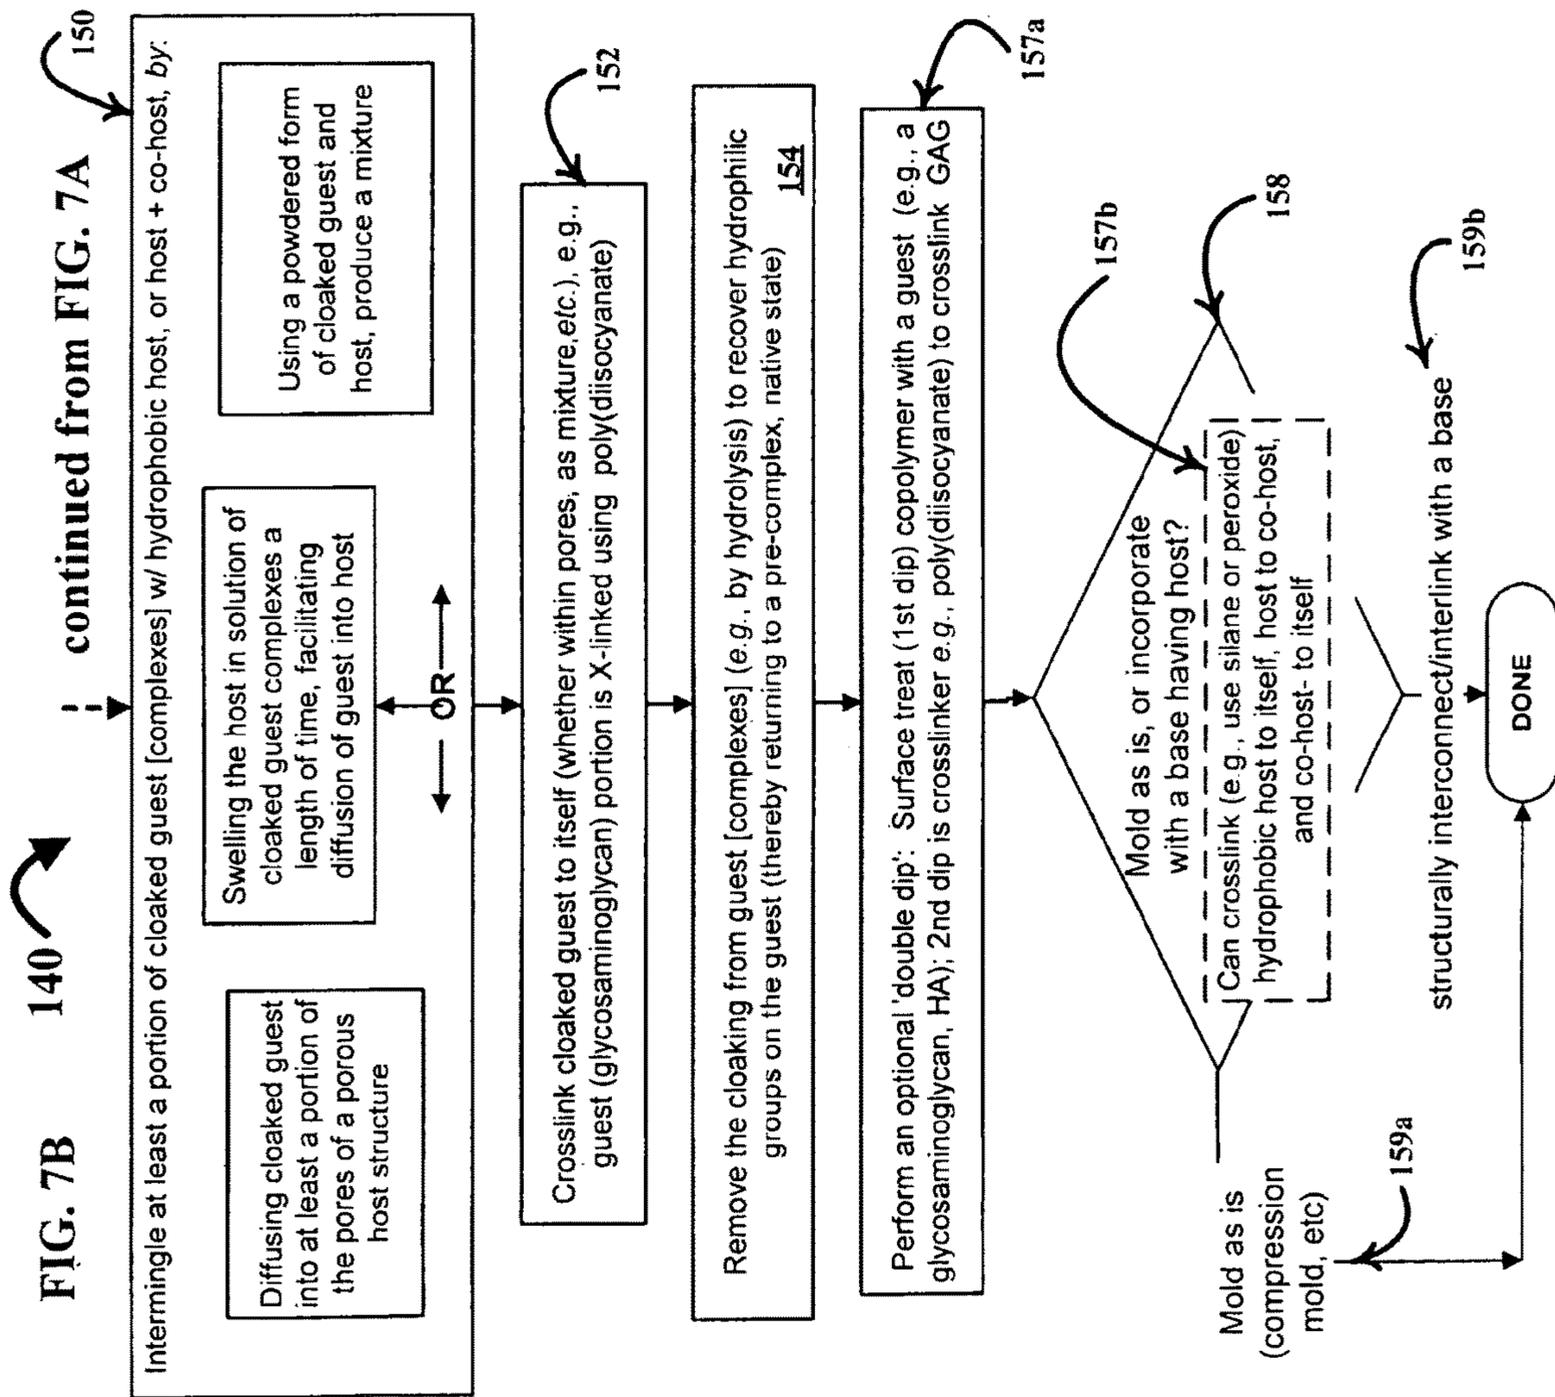 FIG. 7B
140
continued from FIG. 7A
150
Intermingle at least a portion of cloaked guest [complexes] w/ hydrophobic host, or host + co-host, by:
Diffusing cloaked guest
into at least a portion of
the pores of a porous
host structure
Swelling the host in solution of
cloaked guest complexes a
length of time, facilitating
diffusion of guest into host
Using a powdered form
of cloaked guest and
host, produce a mixture
OR
152
Crosslink cloaked guest to itself (whether within pores, as mixture,etc.), e.g.,
guest (glycosaminoglycan) portion is X-linked using poly(diisocyanate)
Remove the cloaking from guest [complexes] (e.g., by hydrolysis) to recover hydrophilic
groups on the guest (thereby returning to a pre-complex, native state)
154
157a
Perform an optional 'double dip': Surface treat (1st dip) copolymer with a guest (e.g., a
glycosaminoglycan, HA); 2nd dip is crosslinker e.g., poly(diisocyanate) to crosslink GAG
157b
158
Mold as is, or incorporate
with a base having host?
Can crosslink (e.g., use silane or peroxide)
hydrophobic host to itself, host to co-host,
and co-host- to itself
Mold as is
(compression
mold, etc)
159a
structurally interconnect/interlink with a base
159b
DONE